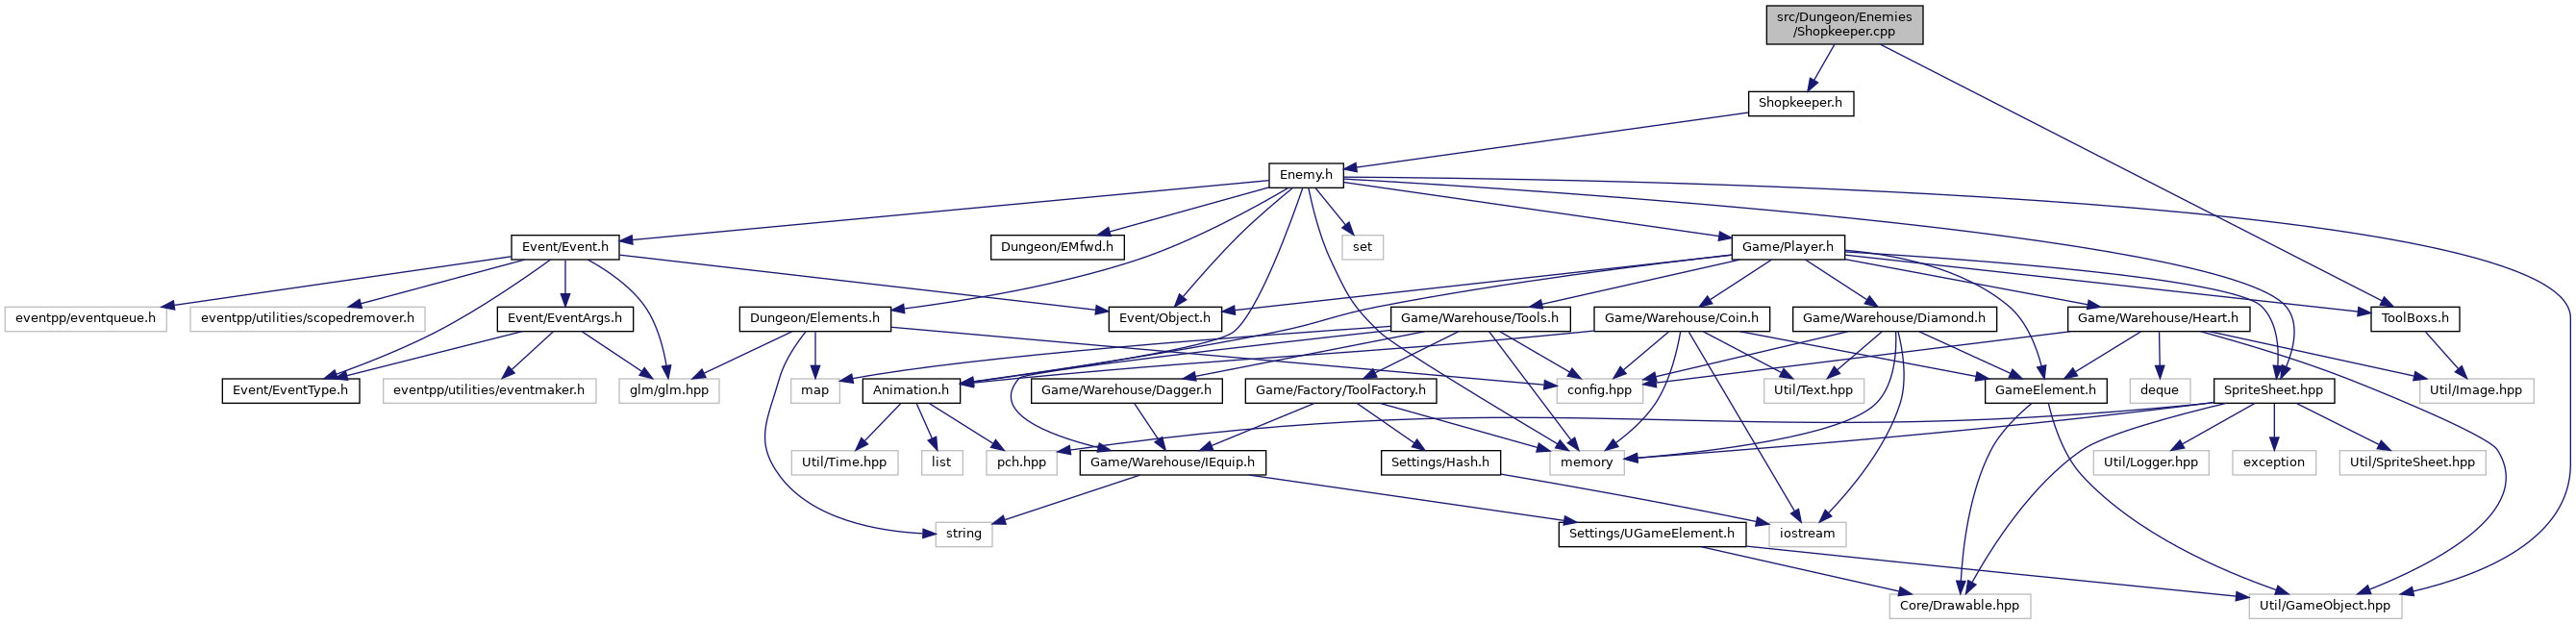 src/Dungeon/Enemies
/Shopkeeper.cpp
Shopkeeper.h
Enemy.h
Event/Event.h
Dungeon/EMfwd.h
set
Game/Player.h
eventpp/eventqueue.h
eventpp/utilities/scopedremover.h
Event/EventArgs.h
Dungeon/Elements.h
Event/Object.h
Game/Warehouse/Tools.h
Game/Warehouse/Coin.h
Game/Warehouse/Diamond.h
Game/Warehouse/Heart.h
ToolBoxs.h
Event/EventType.h
eventpp/utilities/eventmaker.h
glm/glm.hpp
map
Animation.h
Game/Warehouse/Dagger.h
Game/Factory/ToolFactory.h
config.hpp
Util/Text.hpp
GameElement.h
deque
SpriteSheet.hpp
Util/Image.hpp
Util/Time.hpp
list
pch.hpp
Game/Warehouse/IEquip.h
Settings/Hash.h
memory
Util/Logger.hpp
exception
Util/SpriteSheet.hpp
string
Settings/UGameElement.h
iostream
Core/Drawable.hpp
Util/GameObject.hpp